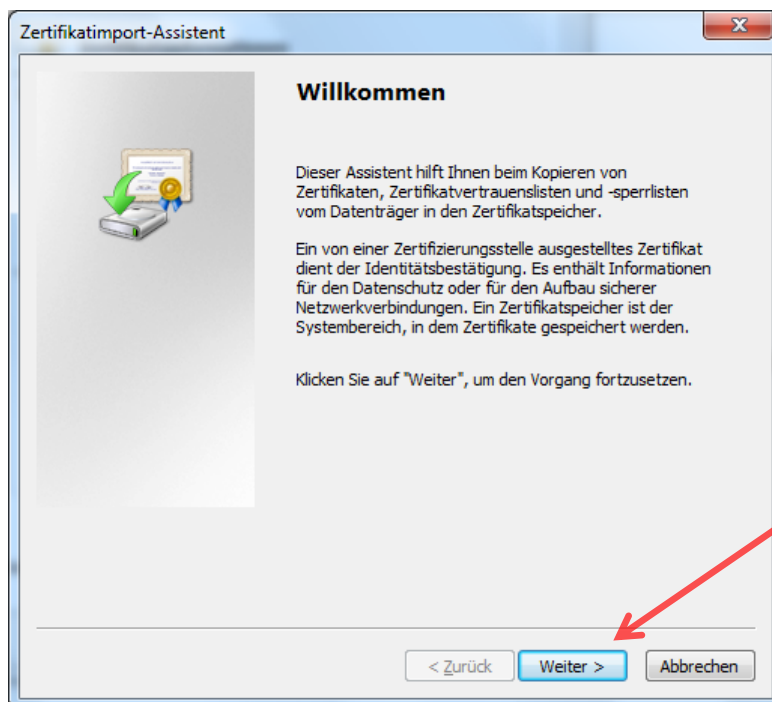 Zertifikatimport-Assistent
Willkommen
Dieser Assistent hilft Ihnen beim Kopieren von
Zertifikaten, Zertifikatvertrauenslisten und -sperrlisten
vom Datenträger in den Zertifikatspeicher.
Ein von einer Zertifizierungsstelle ausgestelltes Zertifikat
dient der Identitätsbestätigung. Es enthält Informationen
für den Datenschutz oder für den Aufbau sicherer
Netzwerkverbindungen. Ein Zertifikatspeicher ist der
Systembereich, in dem Zertifikate gespeichert werden.
Klicken Sie auf "Weiter", um den Vorgang fortzusetzen.
< Zurück Weiter > Abbrechen